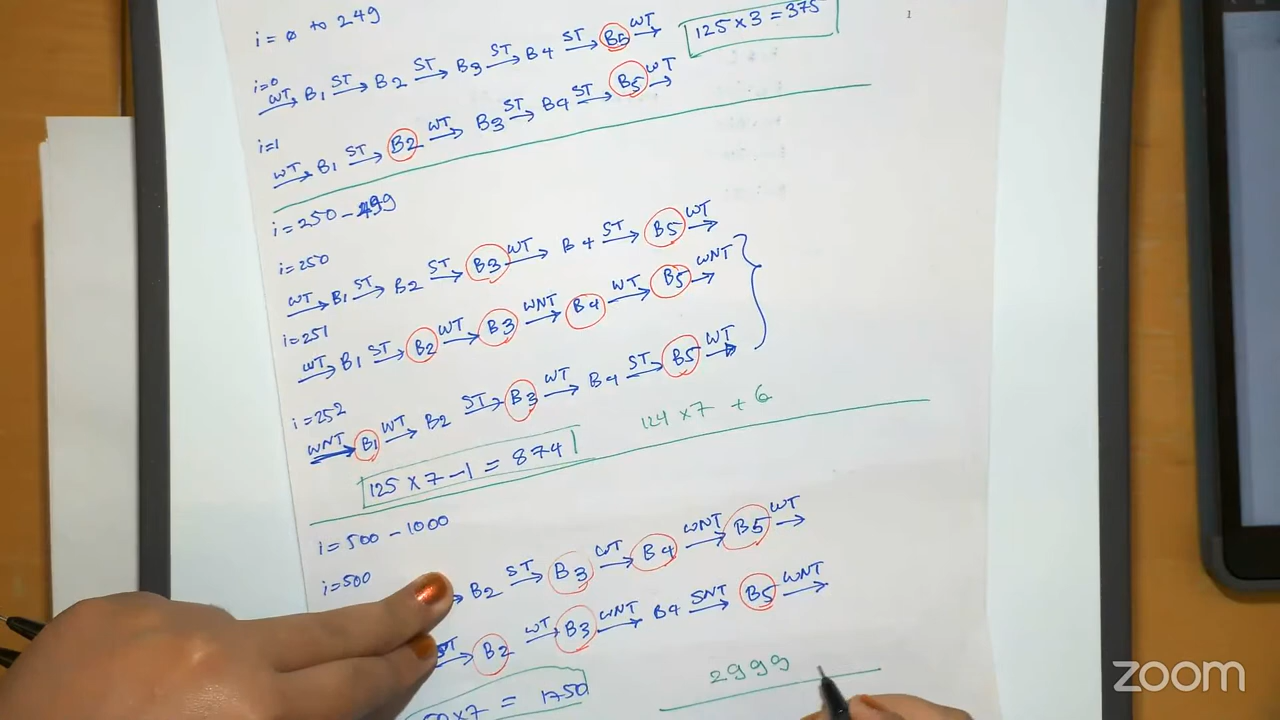 i = 0 to 249
i=0
WT B1 ST B2 ST B3 ST B4 ST B5 WT
125 × 3 = 375
i=1
WT B1 ST B2 WT B3 ST B4 ST B5 WT
i=250-499
i=250
WT B1 ST B2 ST B3 WT B4 ST B5 WT
i=251
WT B1 ST B2 WT B3 WNT B4 WT B5 WNT
i=252
WNT B1 WT B2 ST B3 WT B4 ST B5 WT
125 × 7 - 1 = 874
124 × 7 + 6
i=500 - 1000
i=500
B2 ST B3 WT B4 WNT B5 WT
B2 WT B3 WNT B4 SNT B5 WNT
×7 = 1750
2999
1
zoom